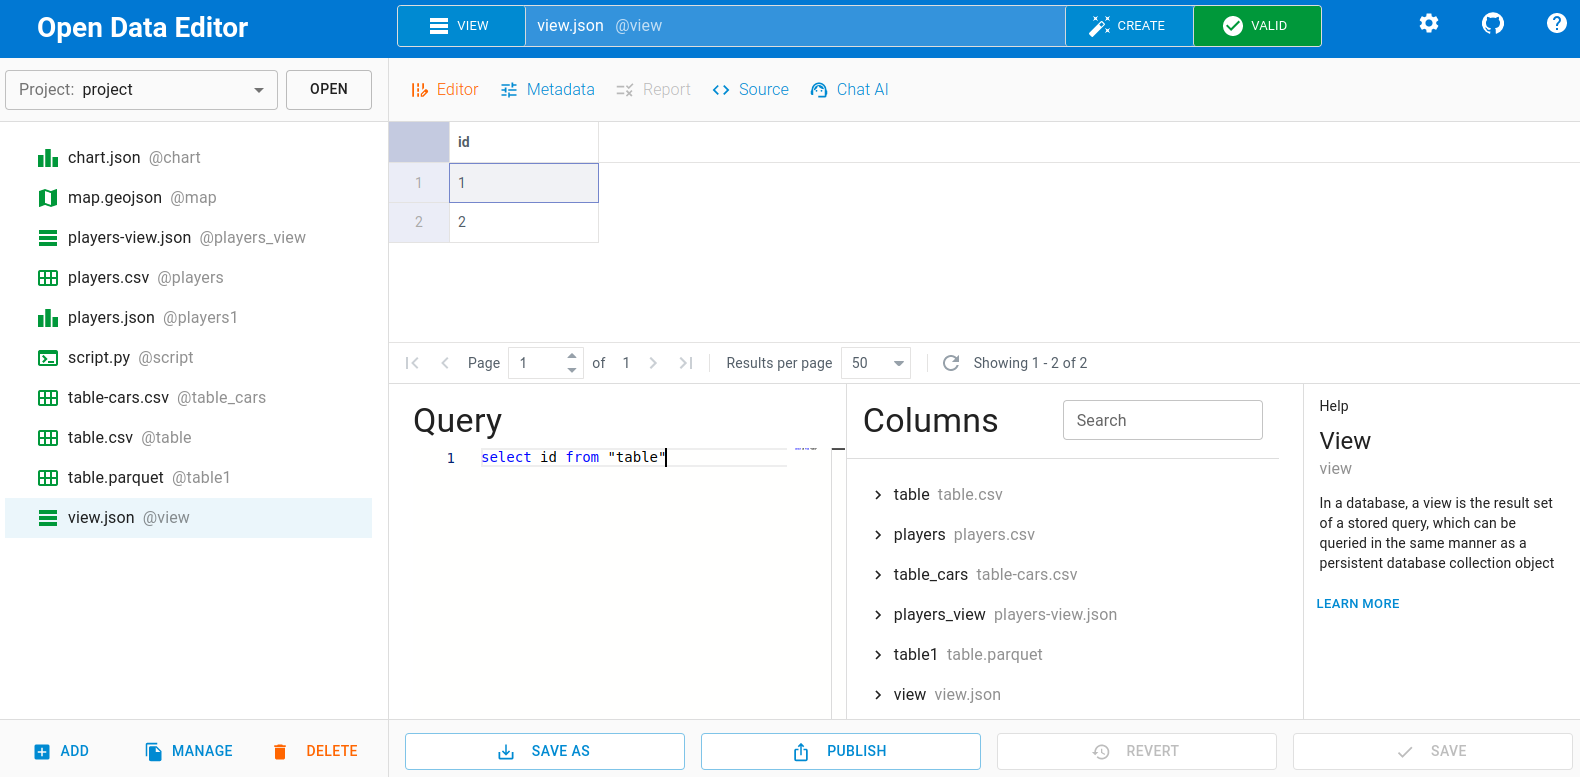 Open Data Editor
VIEW
view.json @view
CREATE
VALID
Project: project
OPEN
Editor
Metadata
Report
Source
Chat AI
chart.json @chart
map.geojson @map
players-view.json @players_view
players.csv @players
players.json @players1
script.py @script
table-cars.csv @table_cars
table.csv @table
table.parquet @table1
view.json @view
id
1 1
2 2
Page 1 of 1
Results per page 50
Showing 1 - 2 of 2
Query
1 select id from "table"
Columns
Search
table table.csv
players players.csv
table_cars table-cars.csv
players_view players-view.json
table1 table.parquet
view view.json
Help
View
view
In a database, a view is the result set
of a stored query, which can be
queried in the same manner as a
persistent database collection object
LEARN MORE
ADD
MANAGE
DELETE
SAVE AS
PUBLISH
REVERT
SAVE